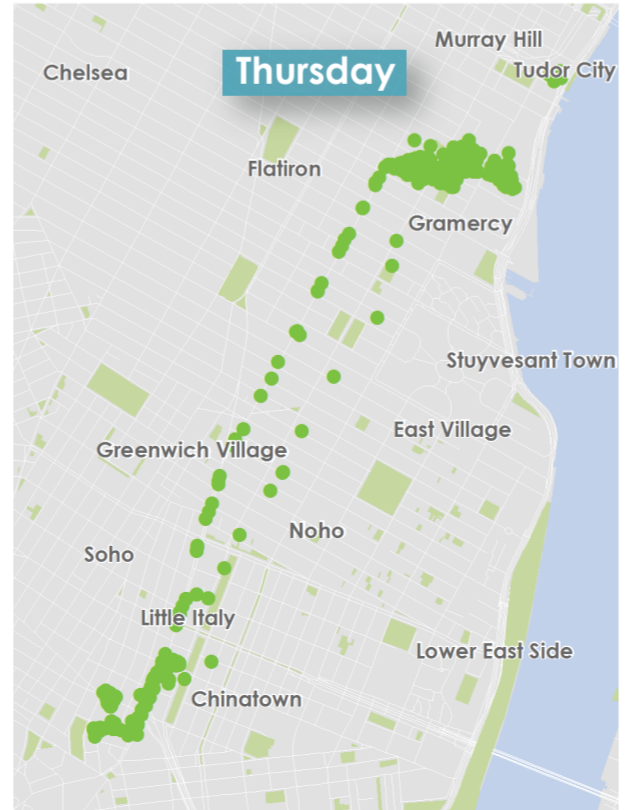 Murray Hill
Chelsea
Thursday
Tudor City
Flatiron
Gramercy
Stuyvesant Town
East Village
Greenwich Village
Noho
Soho
Little Italy
Lower East Side
Chinatown